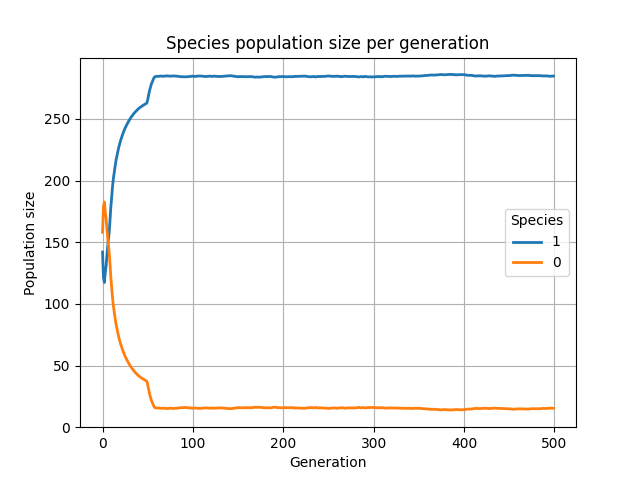 Species population size per generation
Population size
250
200
150
100
50
0
Species
1
0
0 100 200 300 400 500
Generation